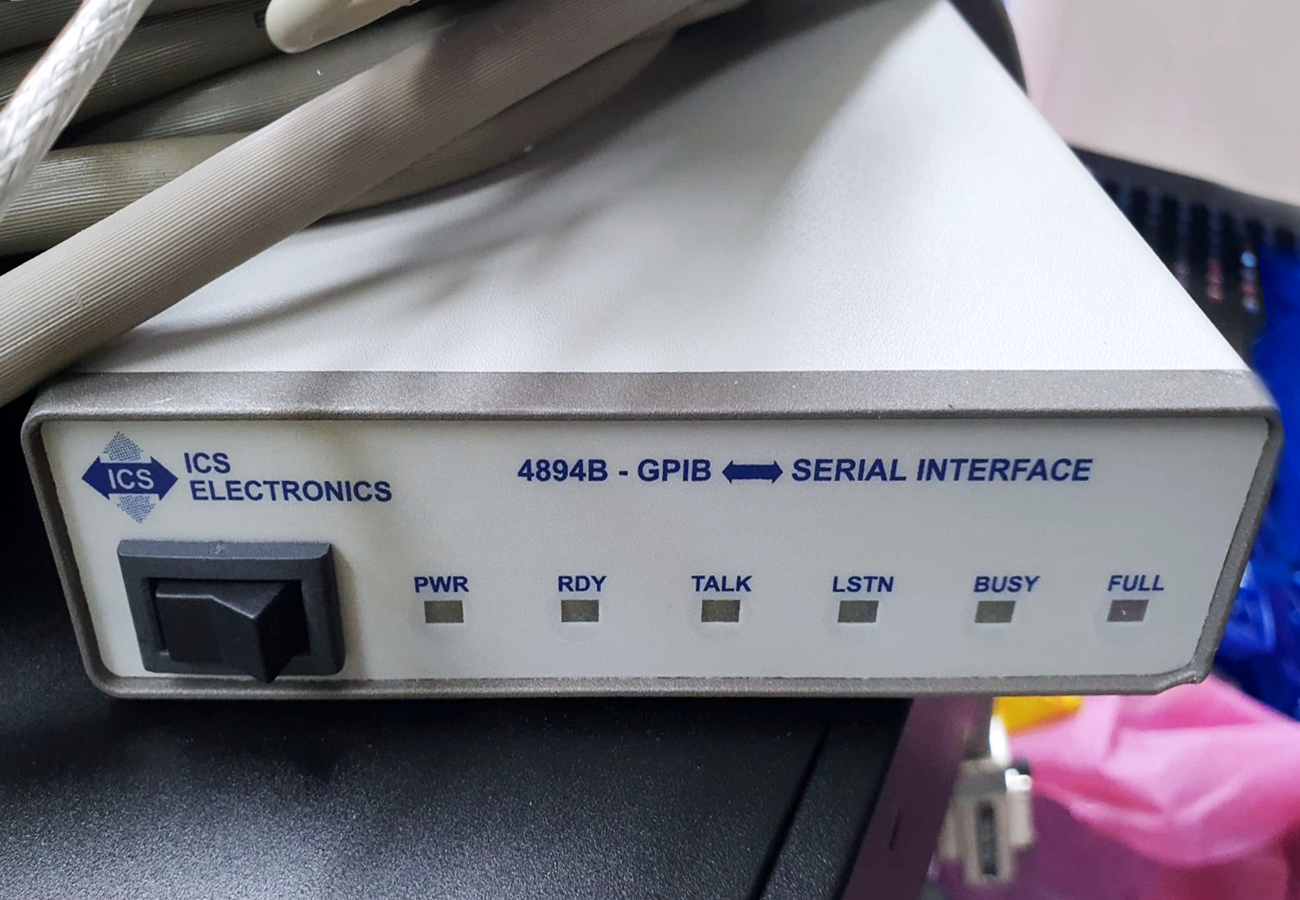 ICS
ICS
ELECTRONICS
4894B - GPIB ⟷ SERIAL INTERFACE
PWR RDY TALK LSTN BUSY FULL